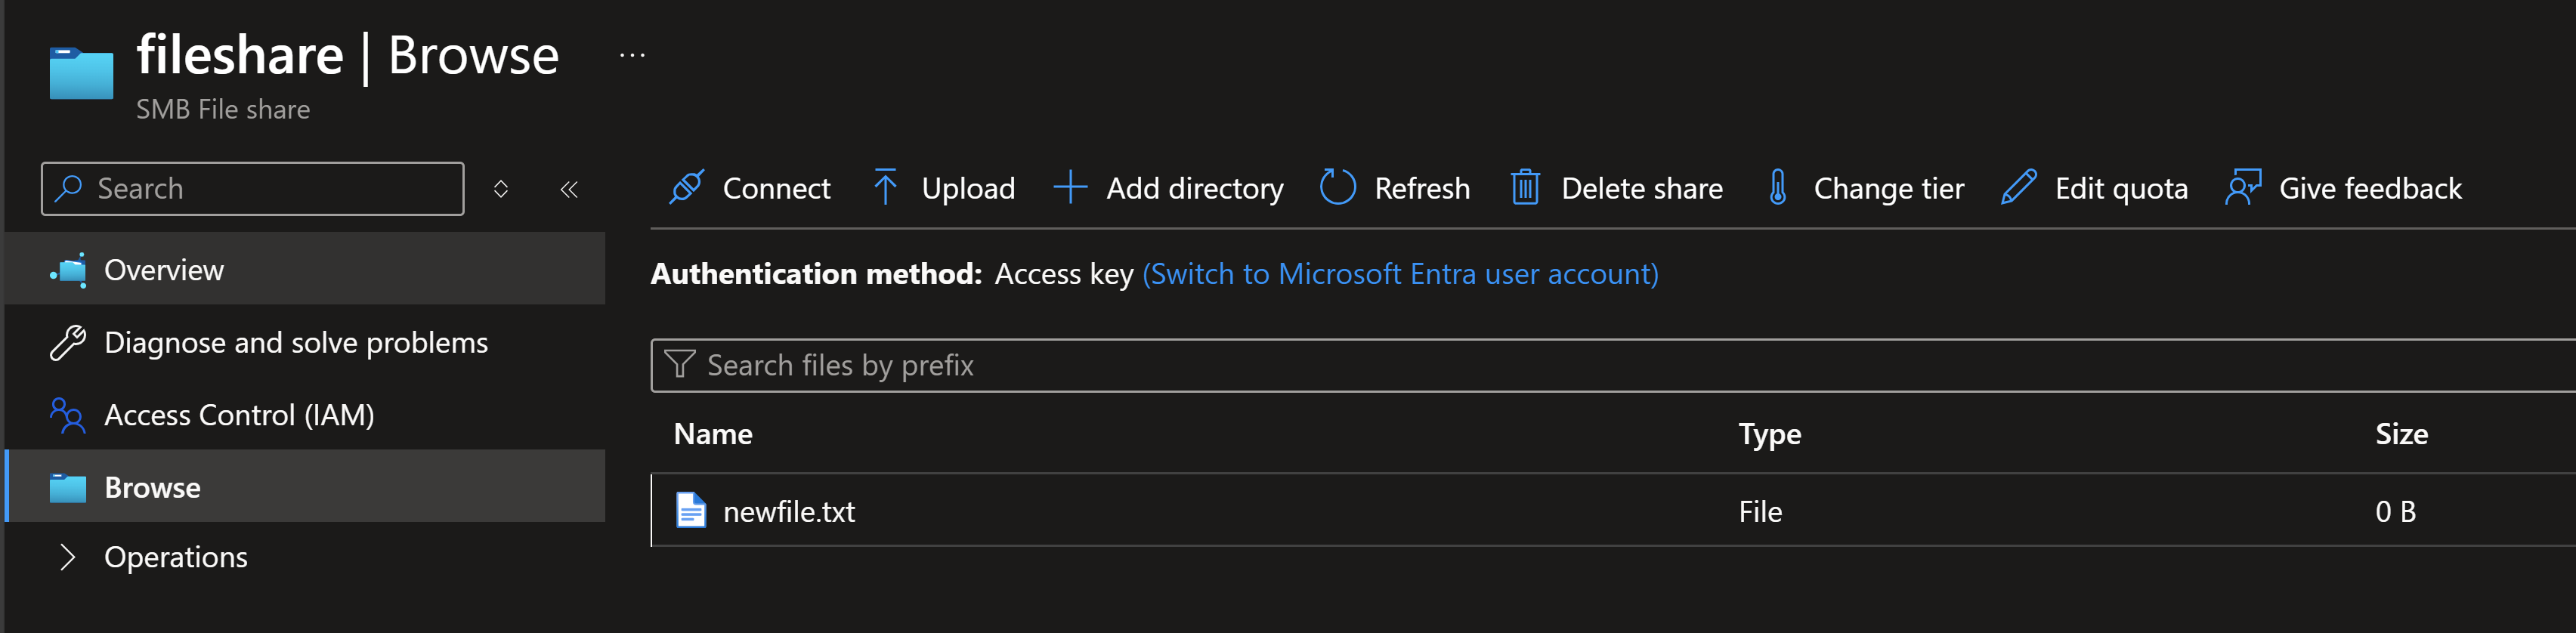 fileshare | Browse ...
SMB File share
Search
Connect Upload Add directory Refresh Delete share Change tier Edit quota Give feedback
Overview
Authentication method: Access key (Switch to Microsoft Entra user account)
Diagnose and solve problems
Search files by prefix
Access Control (IAM)
Name Type Size
Browse
newfile.txt File 0 B
Operations